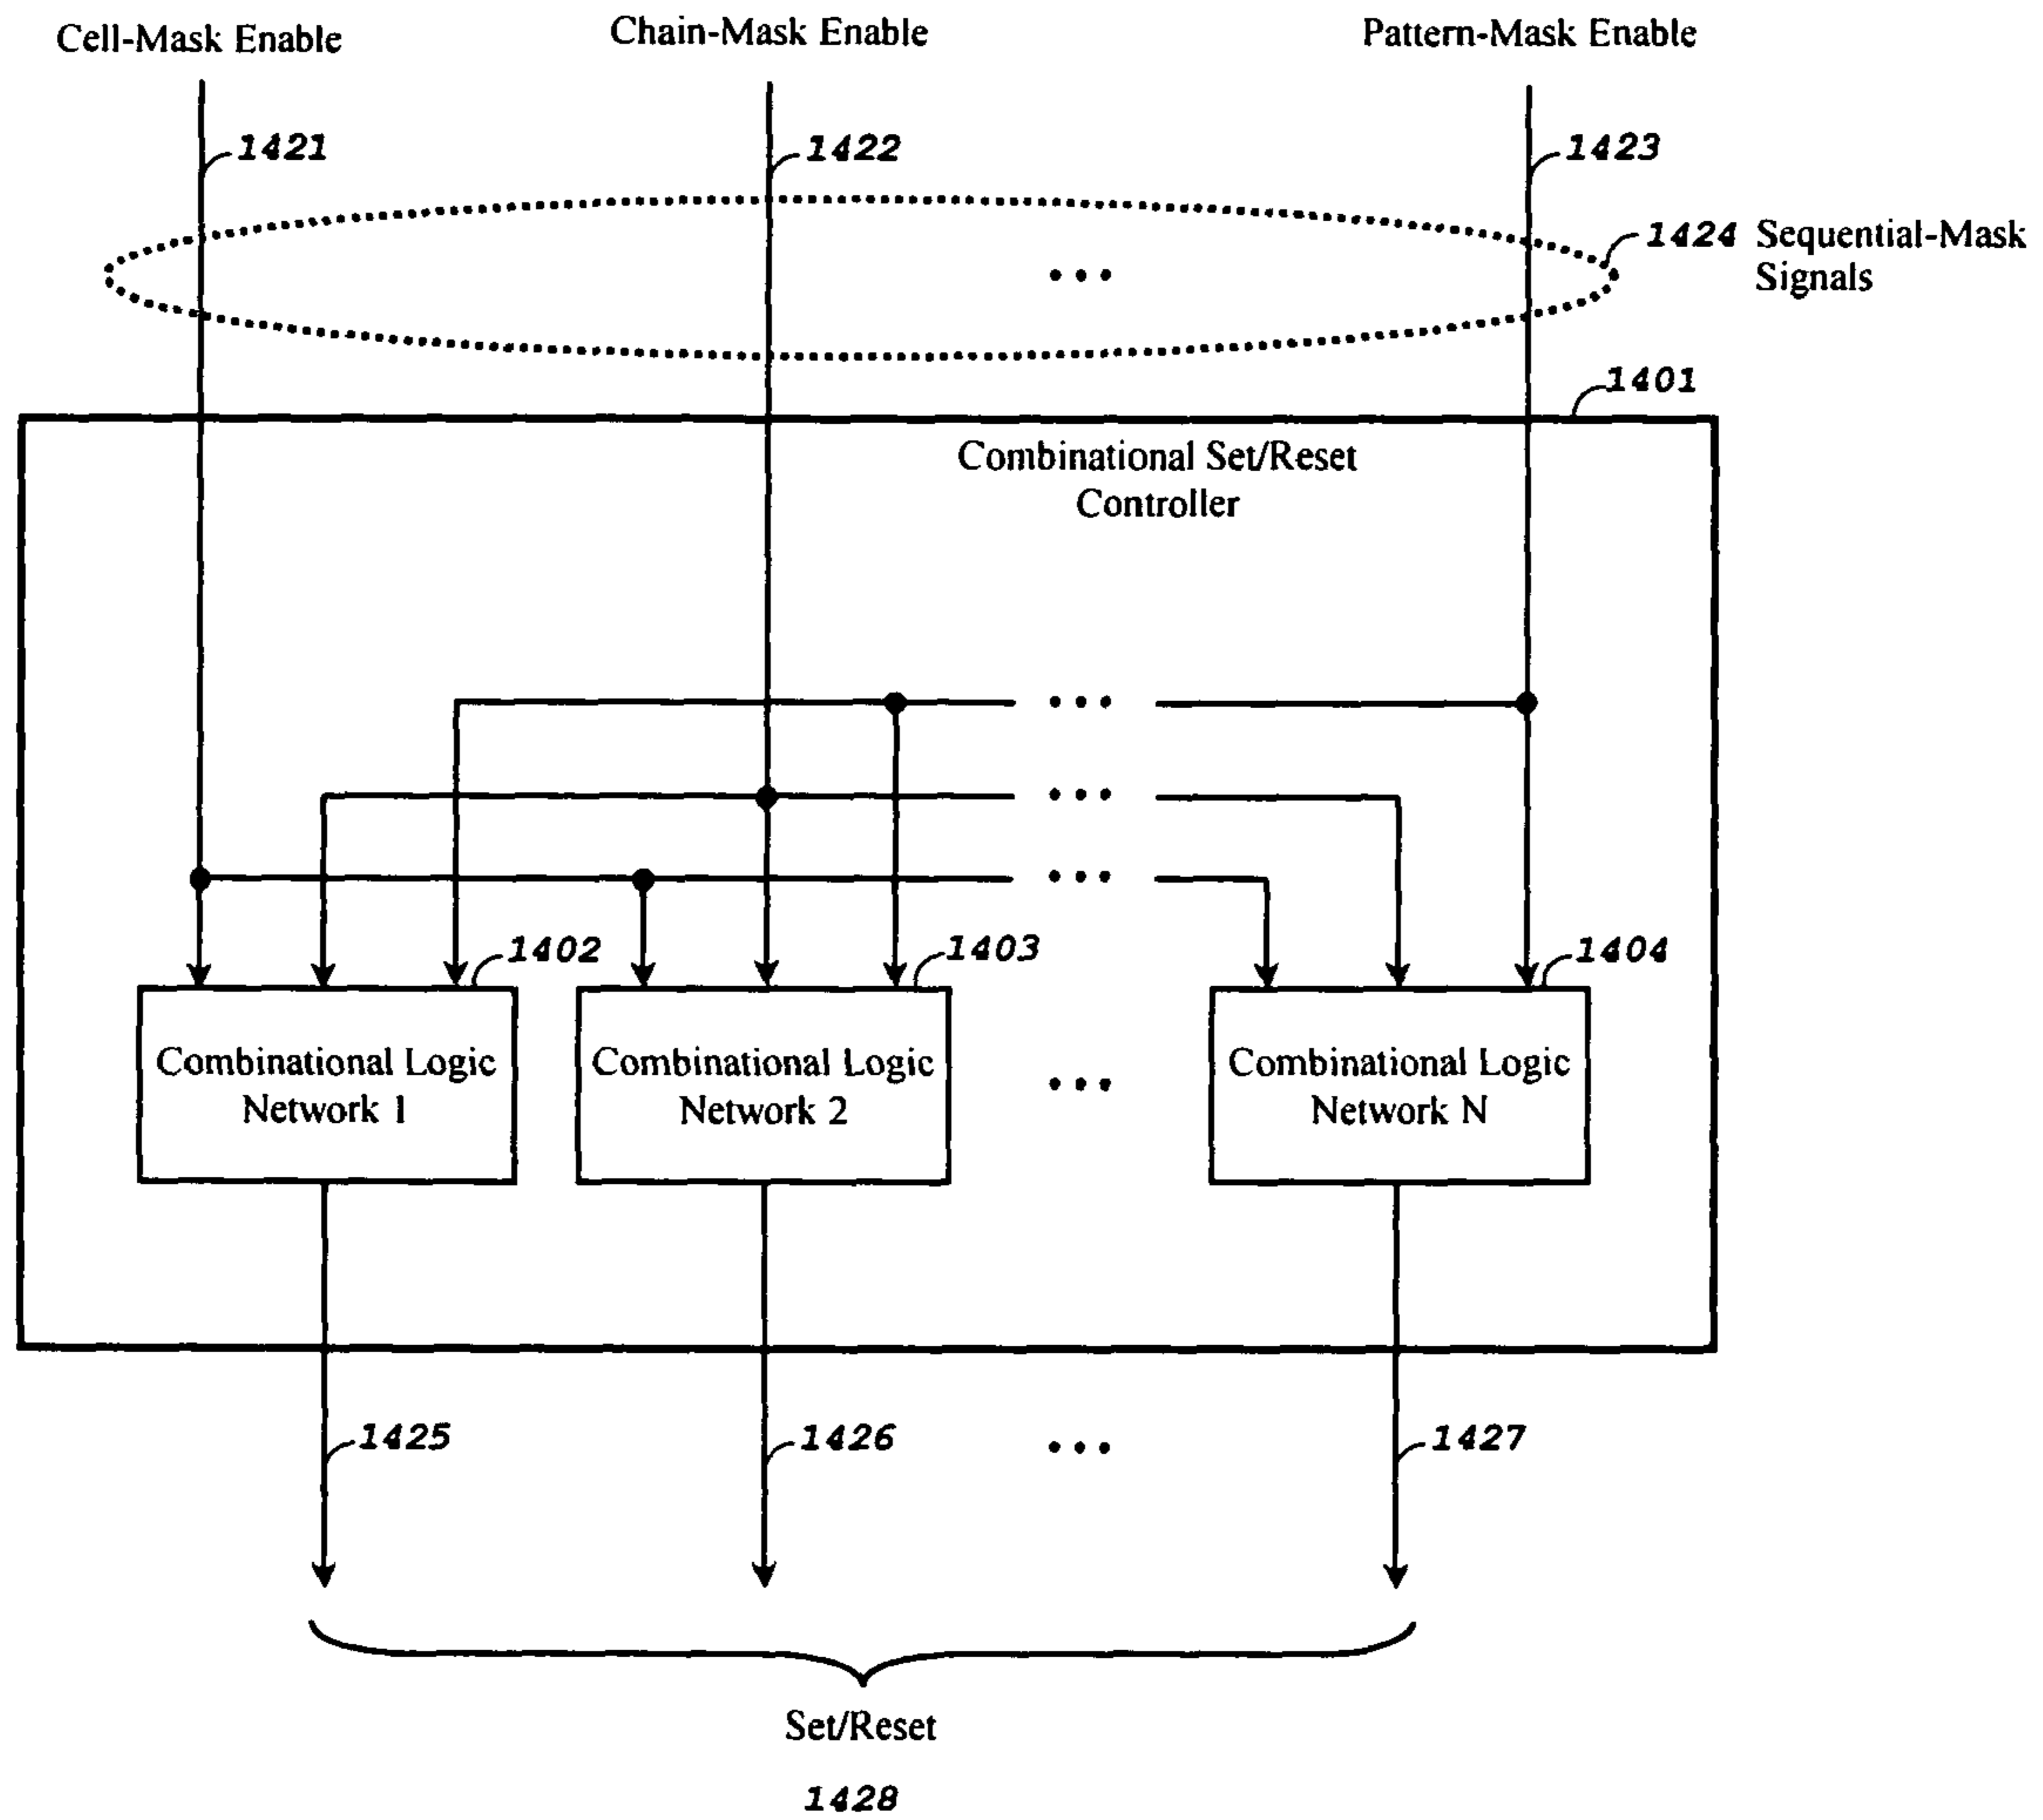 Cell-Mask Enable
Chain-Mask Enable
Pattern-Mask Enable
1421
1422
1423
1424 Sequential-Mask
Signals
1401
Combinational Set/Reset
Controller
...
...
...
...
1402
1403
1404
Combinational Logic
Network 1
Combinational Logic
Network 2
...
Combinational Logic
Network N
1425
1426
...
1427
Set/Reset
1428